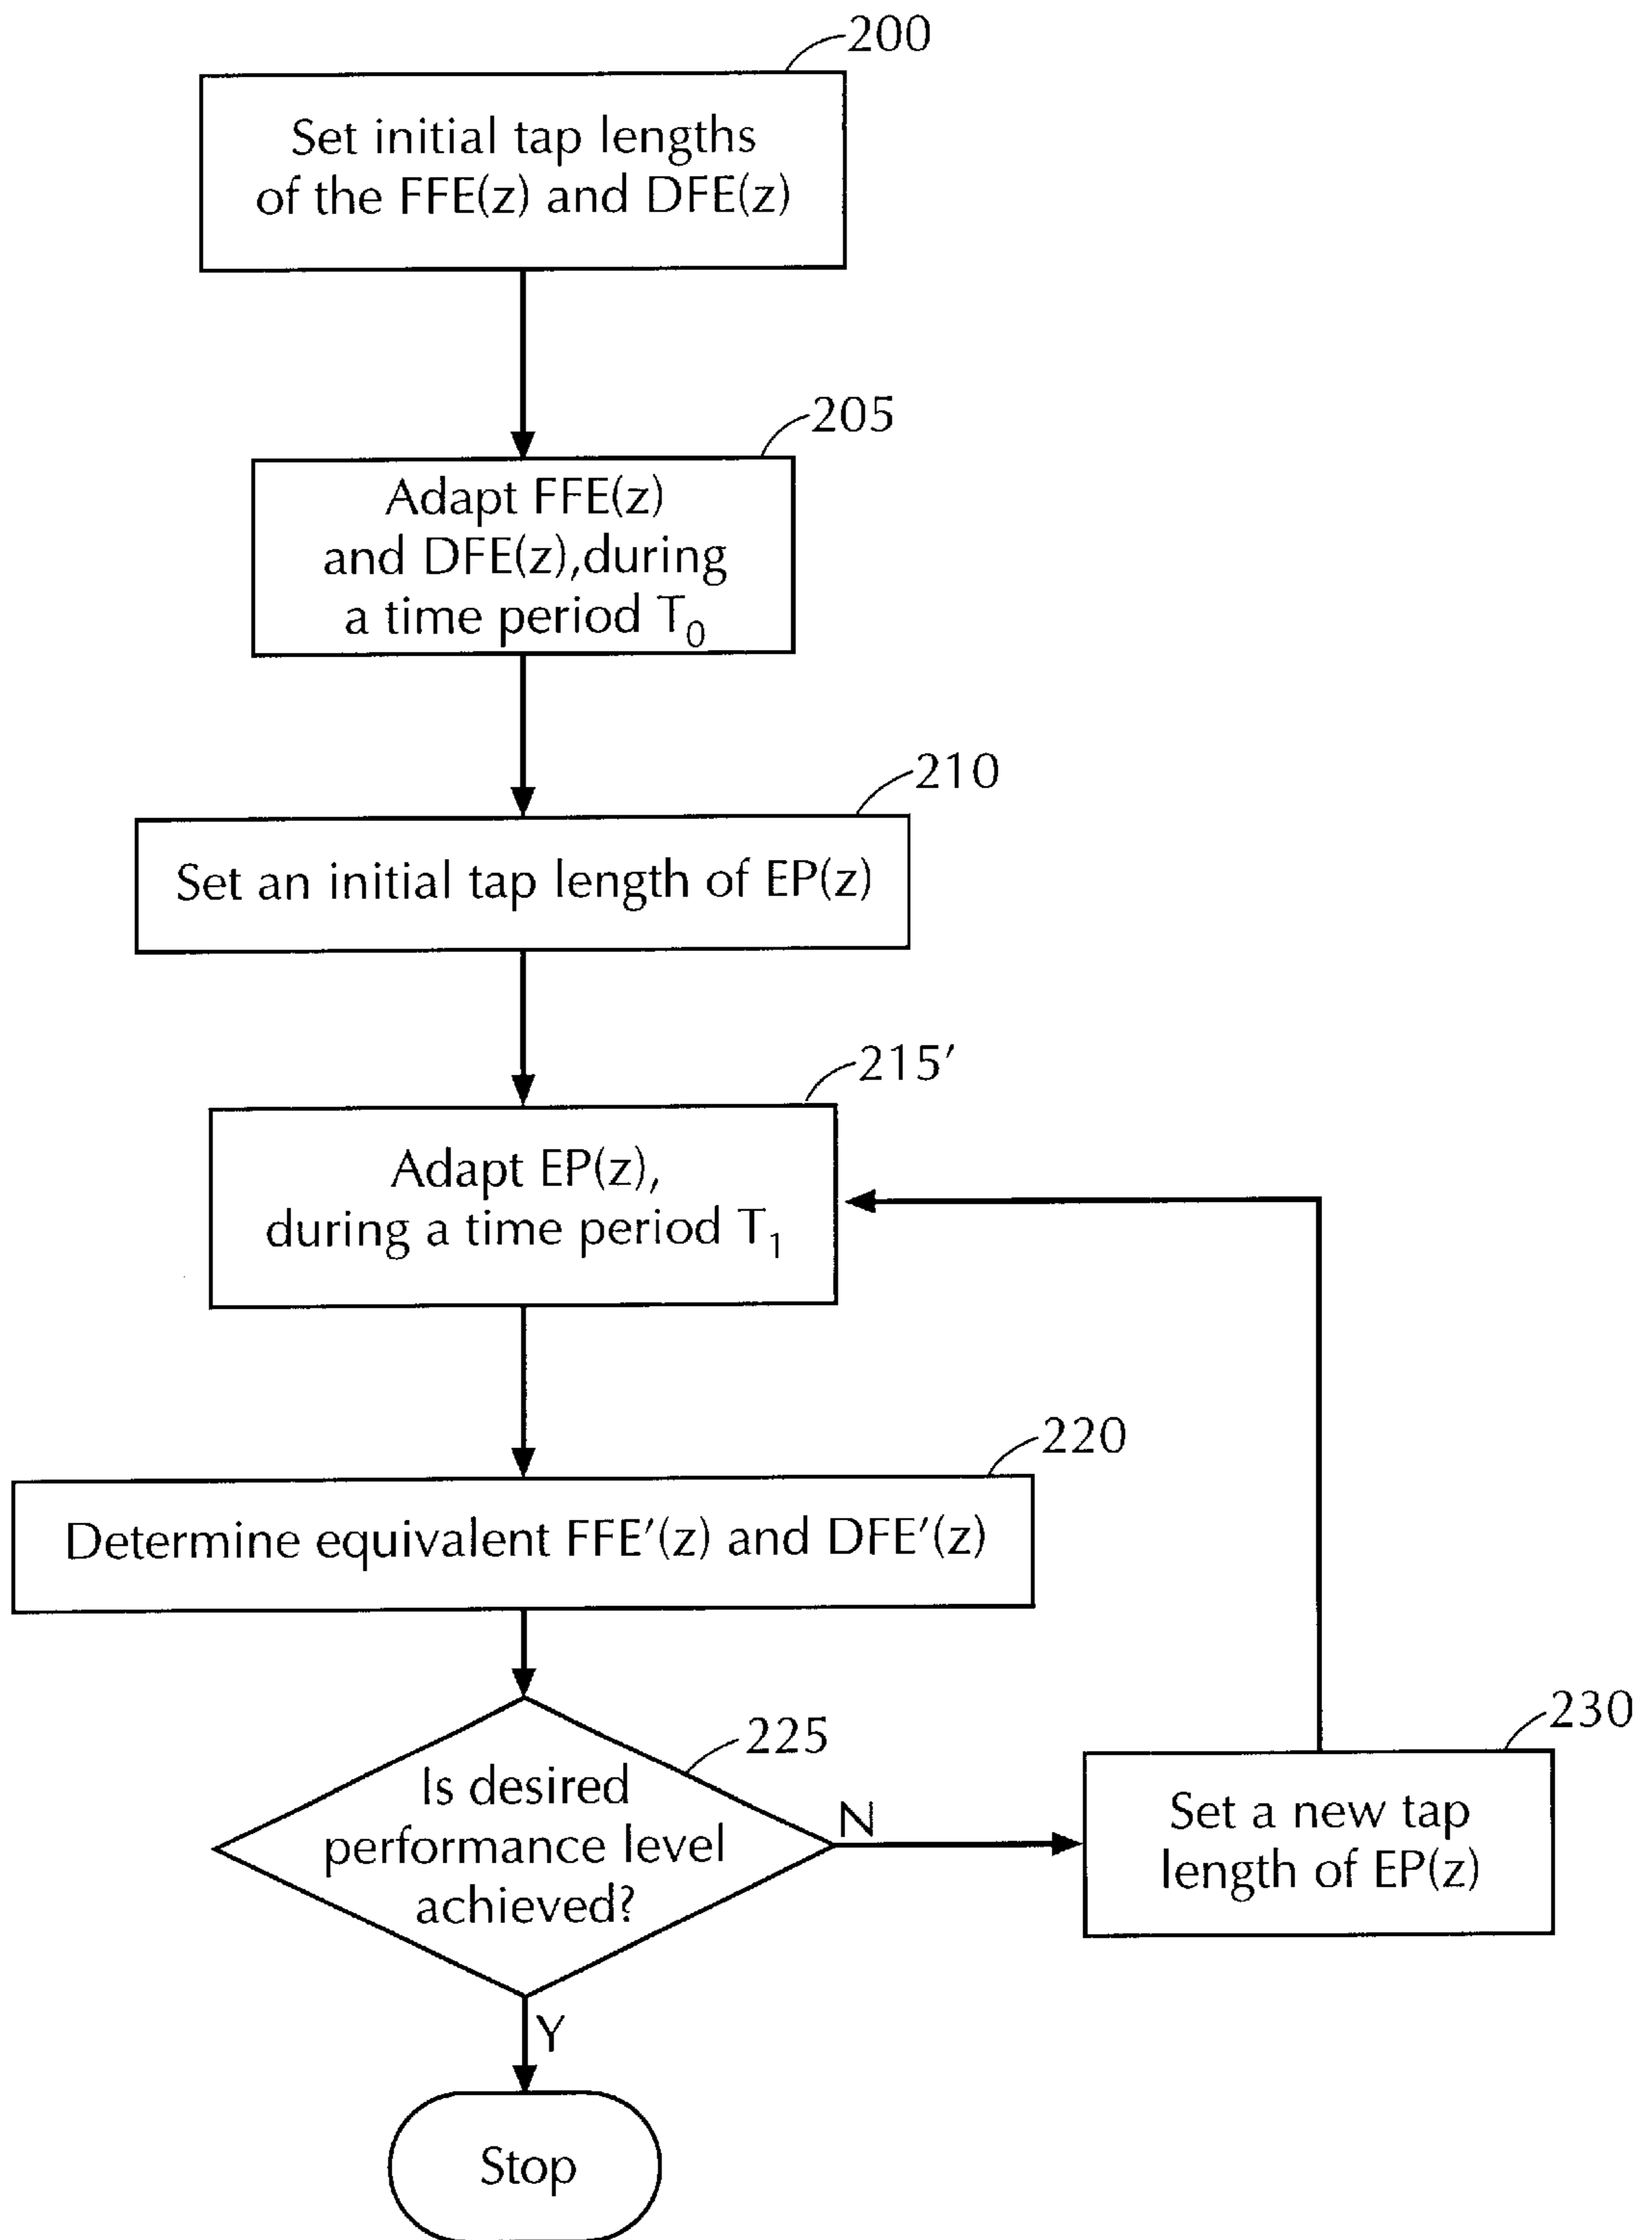 200
Set initial tap lengths
of the FFE(z) and DFE(z)
205
Adapt FFE(z)
and DFE(z),during
a time period T₀
210
Set an initial tap length of EP(z)
215′
Adapt EP(z),
during a time period T₁
220
Determine equivalent FFE′(z) and DFE′(z)
225
Is desired
performance level
achieved?
N
230
Set a new tap
length of EP(z)
Y
Stop